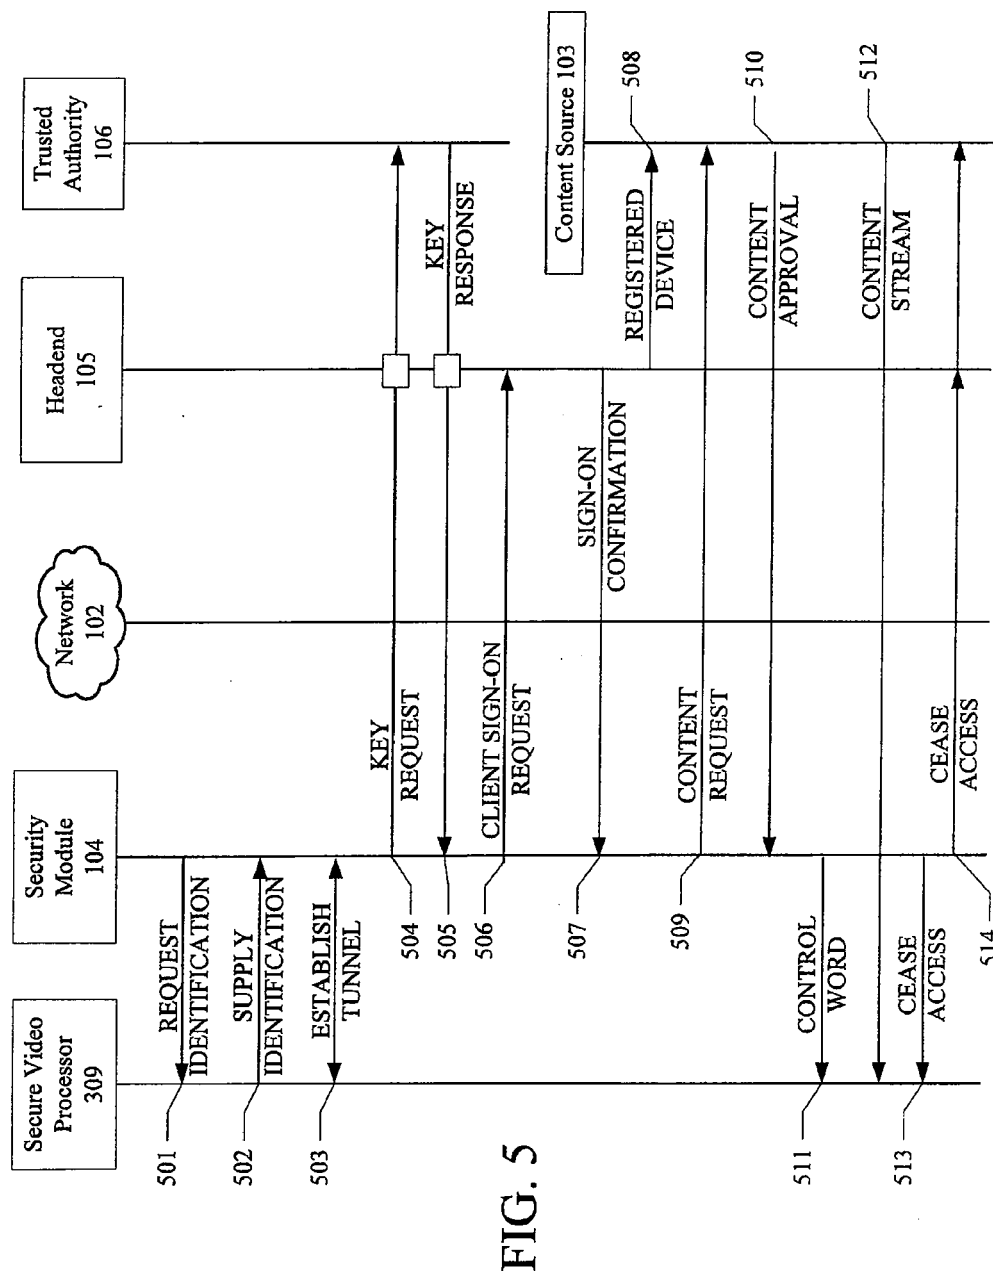 Secure Video
Processor
309
Security
Module
104
Network
102
Headend
105
Trusted
Authority
106
501
REQUEST
IDENTIFICATION
502
SUPPLY
IDENTIFICATION
503
ESTABLISH
TUNNEL
504
KEY
REQUEST
505
KEY
RESPONSE
506
CLIENT SIGN-ON
REQUEST
Content Source 103
507
SIGN-ON
CONFIRMATION
508
REGISTERED
DEVICE
509
CONTENT
REQUEST
510
CONTENT
APPROVAL
511
CONTROL
WORD
512
CONTENT
STREAM
513
CEASE
ACCESS
514
CEASE
ACCESS
FIG. 5